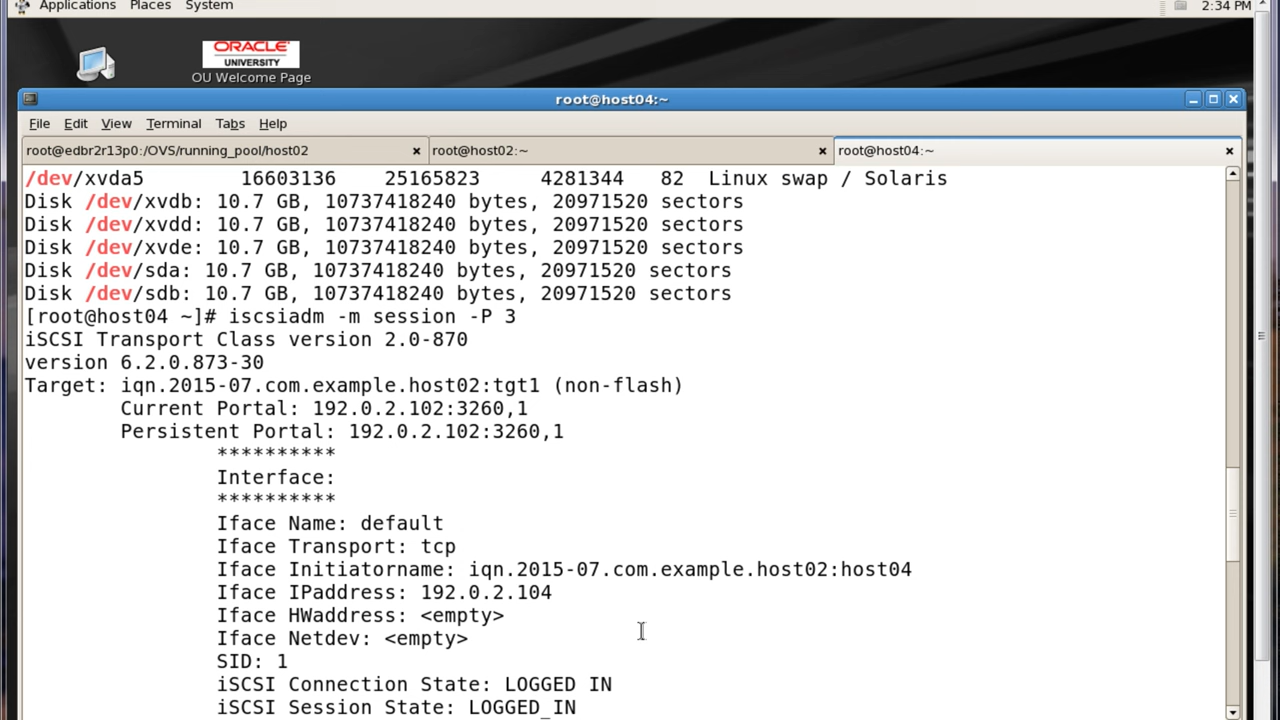 Applications Places System 2:34 PM
ORACLE
UNIVERSITY
OU Welcome Page
root@host04:~
File Edit View Terminal Tabs Help
root@edbr2r13p0:/OVS/running_pool/host02 root@host02:~ root@host04:~
/dev/xvda5 16603136 25165823 4281344 82 Linux swap / Solaris
Disk /dev/xvdb: 10.7 GB, 10737418240 bytes, 20971520 sectors
Disk /dev/xvdd: 10.7 GB, 10737418240 bytes, 20971520 sectors
Disk /dev/xvde: 10.7 GB, 10737418240 bytes, 20971520 sectors
Disk /dev/sda: 10.7 GB, 10737418240 bytes, 20971520 sectors
Disk /dev/sdb: 10.7 GB, 10737418240 bytes, 20971520 sectors
[root@host04 ~]# iscsiadm -m session -P 3
iSCSI Transport Class version 2.0-870
version 6.2.0.873-30
Target: iqn.2015-07.com.example.host02:tgt1 (non-flash)
Current Portal: 192.0.2.102:3260,1
Persistent Portal: 192.0.2.102:3260,1
**********
Interface:
**********
Iface Name: default
Iface Transport: tcp
Iface Initiatorname: iqn.2015-07.com.example.host02:host04
Iface IPaddress: 192.0.2.104
Iface HWaddress: <empty>
Iface Netdev: <empty>
SID: 1
iSCSI Connection State: LOGGED IN
iSCSI Session State: LOGGED_IN